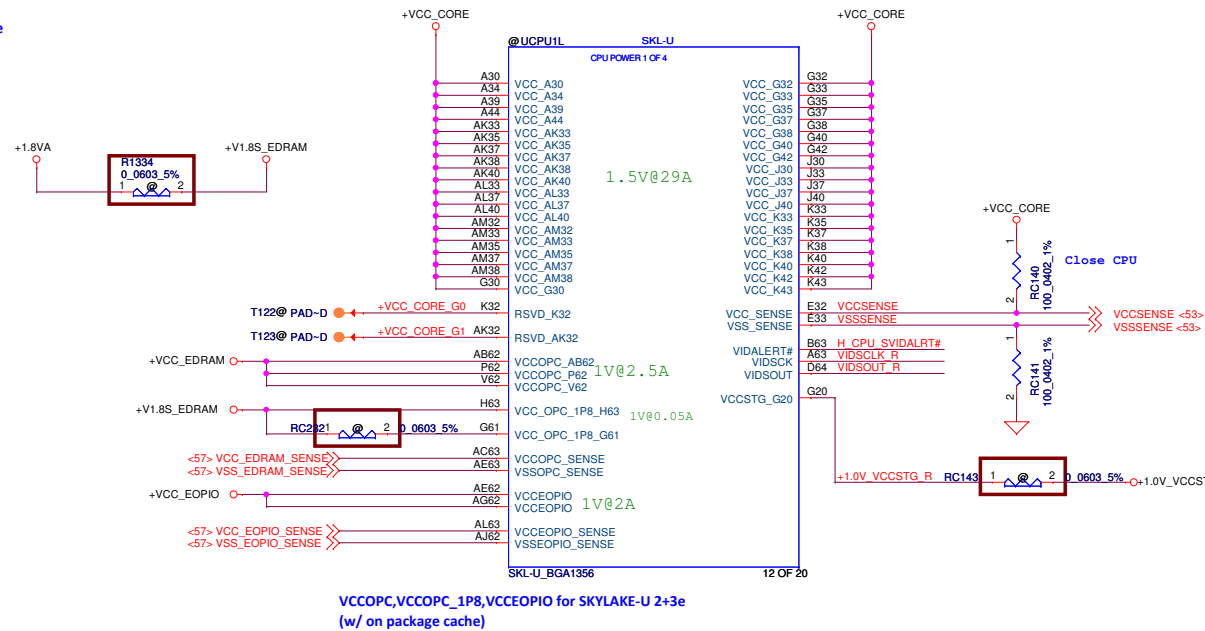 e
+VCC_CORE
+VCC_CORE
@UCPU1L
SKL-U
CPU POWER 1 OF 4
A30 VCC_A30
A34 VCC_A34
A39 VCC_A39
A44 VCC_A44
AK33 VCC_AK33
AK35 VCC_AK35
AK37 VCC_AK37
AK38 VCC_AK38
AK40 VCC_AK40
AL33 VCC_AL33
AL37 VCC_AL37
AL40 VCC_AL40
AM32 VCC_AM32
AM33 VCC_AM33
AM35 VCC_AM35
AM37 VCC_AM37
AM38 VCC_AM38
G30 VCC_G30
1.5V@29A
VCC_G32 G32
VCC_G33 G33
VCC_G35 G35
VCC_G37 G37
VCC_G38 G38
VCC_G40 G40
VCC_G42 G42
VCC_J30 J30
VCC_J33 J33
VCC_J37 J37
VCC_J40 J40
VCC_K33 K33
VCC_K35 K35
VCC_K37 K37
VCC_K38 K38
VCC_K40 K40
VCC_K42 K42
VCC_K43 K43
+1.8VA
R1334
0_0603_5%
1 @ 2
+V1.8S_EDRAM
T122@ PAD~D +VCC_CORE_G0 K32 RSVD_K32
T123@ PAD~D +VCC_CORE_G1 AK32 RSVD_AK32
+VCC_EDRAM
AB62 VCCOPC_AB62
P62 VCCOPC_P62
V62 VCCOPC_V62
1V@2.5A
+V1.8S_EDRAM
H63 VCC_OPC_1P8_H63
1V@0.05A
RC232 1 @ 2 0_0603_5%
G61 VCC_OPC_1P8_G61
<57> VCC_EDRAM_SENSE AC63 VCCOPC_SENSE
<57> VSS_EDRAM_SENSE AE63 VSSOPC_SENSE
+VCC_EOPIO
AE62 VCCEOPIO
AG62 VCCEOPIO
1V@2A
<57> VCC_EOPIO_SENSE AL63 VCCEOPIO_SENSE
<57> VSS_EOPIO_SENSE AJ62 VSSEOPIO_SENSE
VCC_SENSE E32 VCCSENSE
VSS_SENSE E33 VSSSENSE
VCCSENSE <53>
VSSSENSE <53>
VIDALERT# B63 H_CPU_SVIDALRT#
VIDSCK A63 VIDSCLK_R
VIDSOUT D64 VIDSOUT_R
VCCSTG_G20 G20
+VCC_CORE
1
RC140
100_0402_1%
2
Close CPU
1
RC141
100_0402_1%
2
+1.0V_VCCSTG_R RC143 1 @ 2 0_0603_5%
SKL-U_BGA1356
12 OF 20
VCCOPC,VCCOPC_1P8,VCCEOPIO for SKYLAKE-U 2+3e
(w/ on package cache)